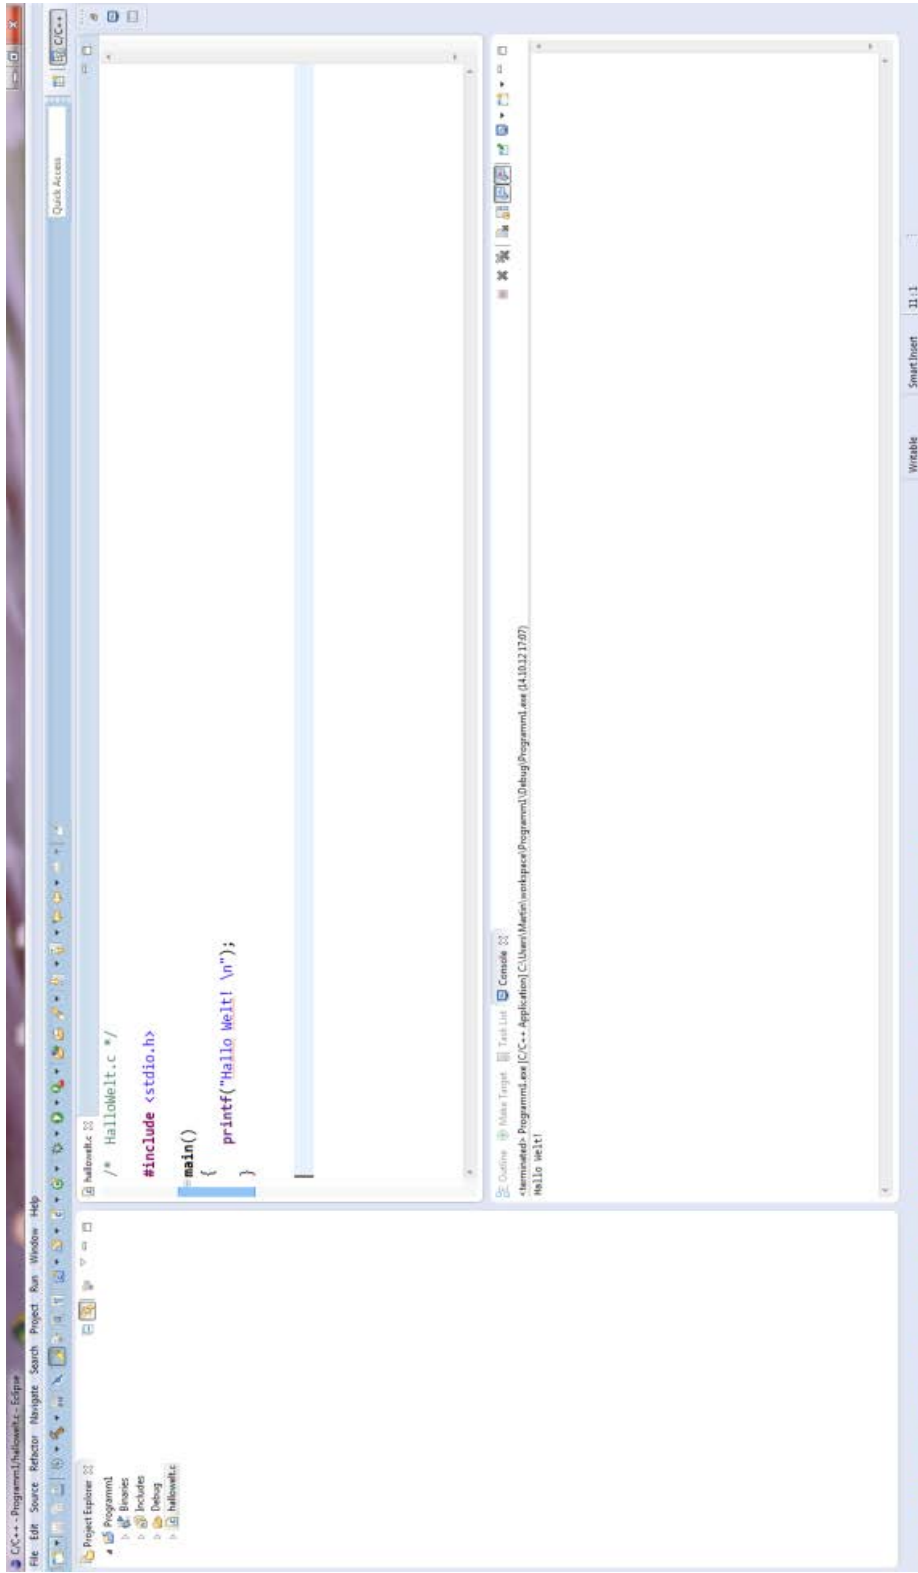 C/C++ - Programm1/hallowelt.c - Eclipse
File Edit Source Refactor Navigate Search Project Run Window Help
Quick Access
C/C++
Project Explorer
Programm1
Binaries
Includes
Debug
hallowelt.c
hallowelt.c
/* HalloWelt.c */
#include <stdio.h>
main()
{
printf("Hallo Welt! \n");
}
Outline Make Target Task List Console
<terminated> Programm1.exe [C/C++ Application] C:\Users\Martin\workspace\Programm1\Debug\Programm1.exe (14.10.12 17:07)
Hallo Welt!
Writable Smart Insert 11 : 1